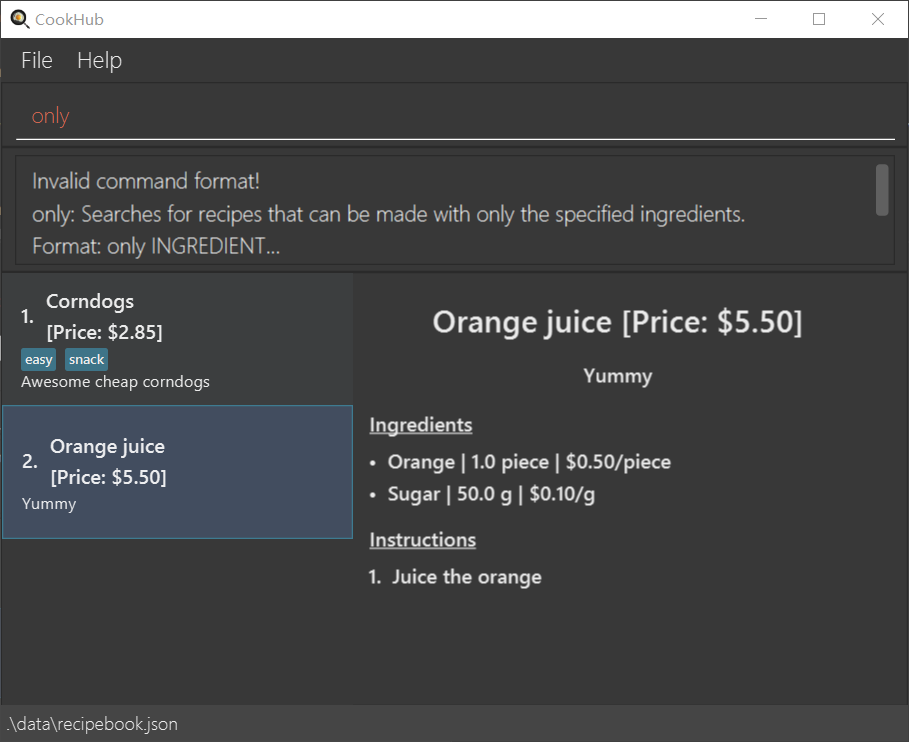 CookHub
File Help
only
Invalid command format!
only: Searches for recipes that can be made with only the specified ingredients.
Format: only INGREDIENT...
1. Corndogs
[Price: $2.85]
easy snack
Awesome cheap corndogs
2. Orange juice
[Price: $5.50]
Yummy
Orange juice [Price: $5.50]
Yummy
Ingredients
• Orange | 1.0 piece | $0.50/piece
• Sugar | 50.0 g | $0.10/g
Instructions
1. Juice the orange
.\data\recipebook.json